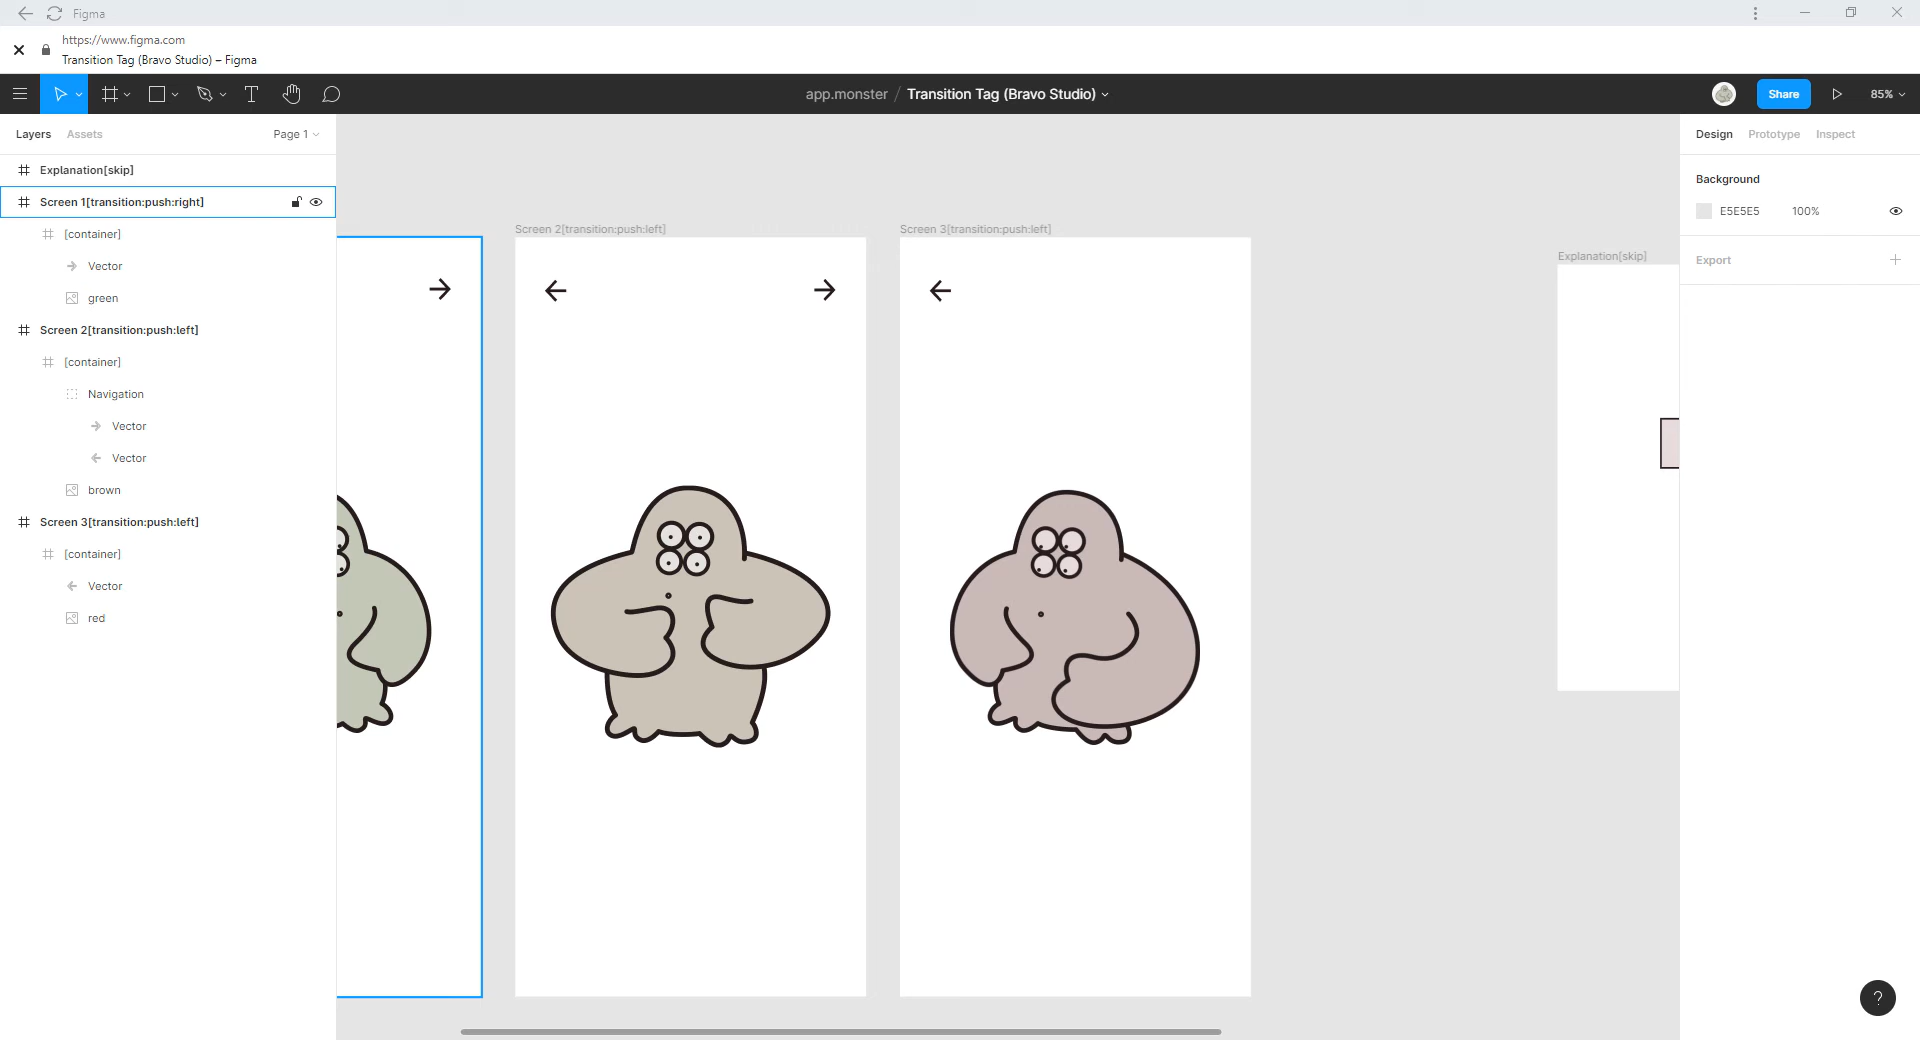 Figma
https://www.figma.com
Transition Tag (Bravo Studio) – Figma
app.monster / Transition Tag (Bravo Studio)
Share
85%
Layers
Assets
Page 1
Explanation[skip]
Screen 1[transition:push:right]
[container]
Vector
green
Screen 2[transition:push:left]
[container]
Navigation
Vector
Vector
brown
Screen 3[transition:push:left]
[container]
Vector
red
Screen 2[transition:push:left]
Screen 3[transition:push:left]
Explanation[skip]
Design
Prototype
Inspect
Background
E5E5E5
100%
Export
?